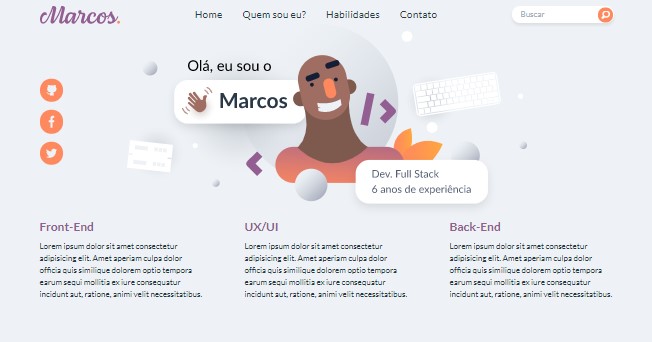 Marcos.
Home Quem sou eu? Habilidades Contato
Buscar
Olá, eu sou o
Marcos
Dev. Full Stack
6 anos de experiência
Front-End
Lorem ipsum dolor sit amet consectetur
adipisicing elit. Amet aperiam culpa dolor
officia quis similique dolorem optio tempora
earum sequi mollitia ex iure consequatur
incidunt aut, ratione, animi velit necessitatibus.
UX/UI
Lorem ipsum dolor sit amet consectetur
adipisicing elit. Amet aperiam culpa dolor
officia quis similique dolorem optio tempora
earum sequi mollitia ex iure consequatur
incidunt aut, ratione, animi velit necessitatibus.
Back-End
Lorem ipsum dolor sit amet consectetur
adipisicing elit. Amet aperiam culpa dolor
officia quis similique dolorem optio tempora
earum sequi mollitia ex iure consequatur
incidunt aut, ratione, animi velit necessitatibus.